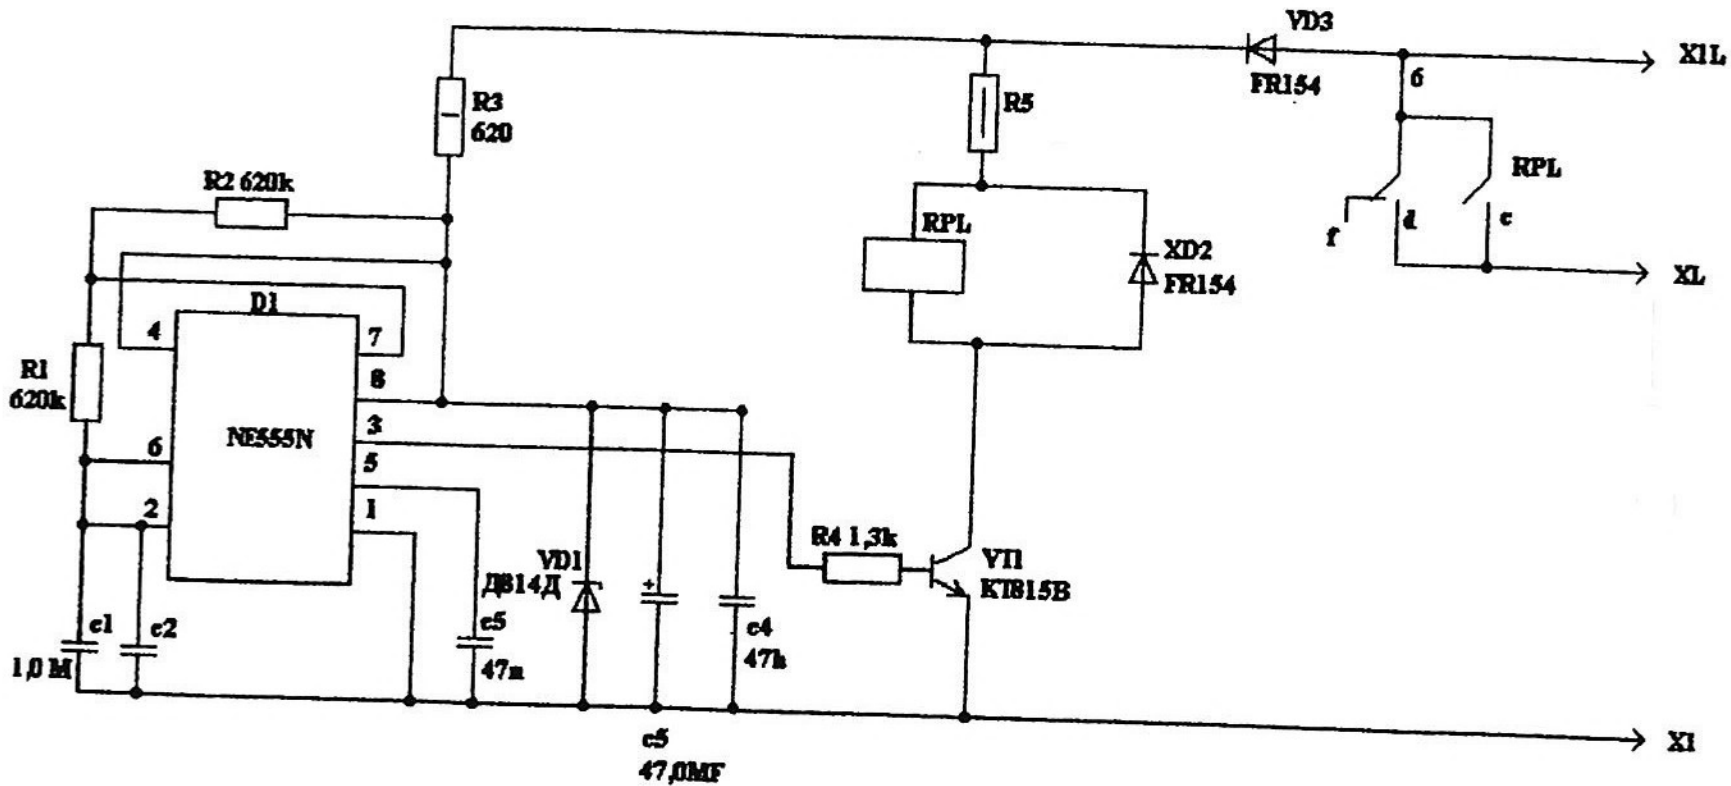 VD3
X1L
FR154
6
R3
620
R5
R2 620k
RPL
RPL
d
c
f
XD2
FR154
XL
D1
4
7
R1
620k
8
NE555N
3
6
5
2
1
R4 1,3k
VT1
KT815B
VD1
Д814Д
+
c1
c2
c5
c4
1,0 M
47n
47h
c5
47,0MF
X1